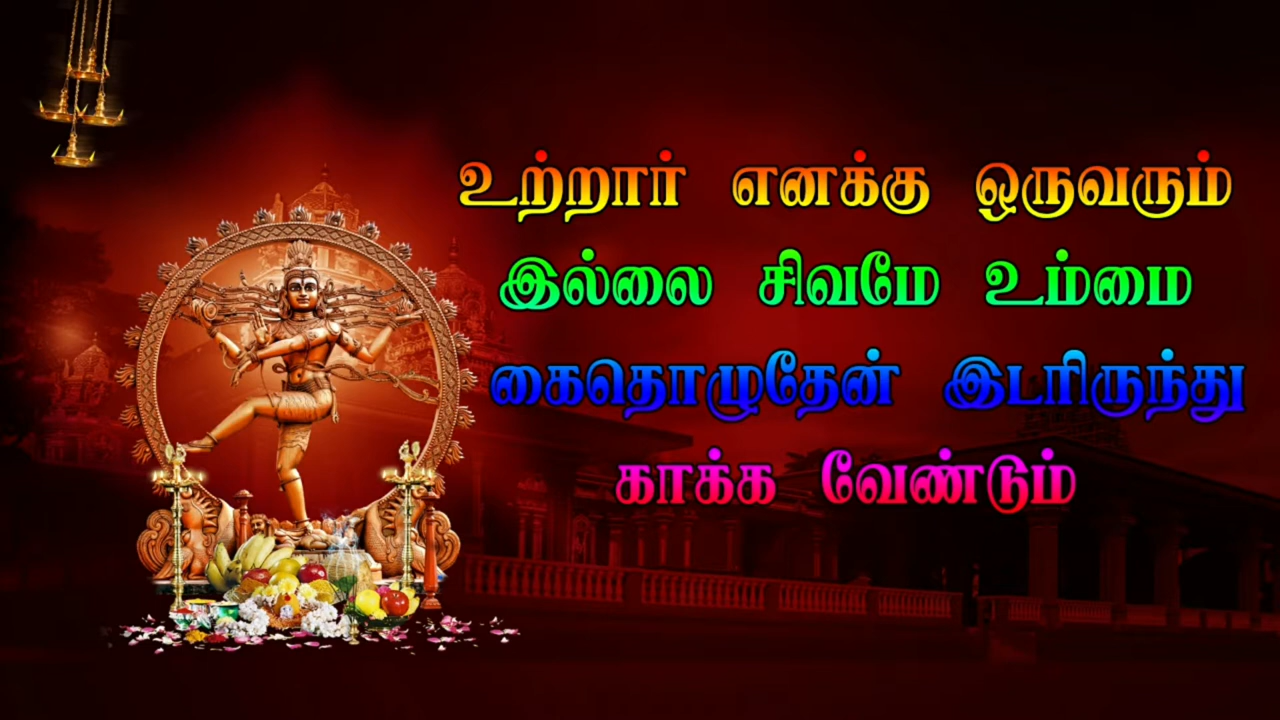 உற்றார் எனக்கு ஒருவரும்
இல்லை சிவமே உம்மை
கைதொழுதேன் இடரிருந்து
காக்க வேண்டும்